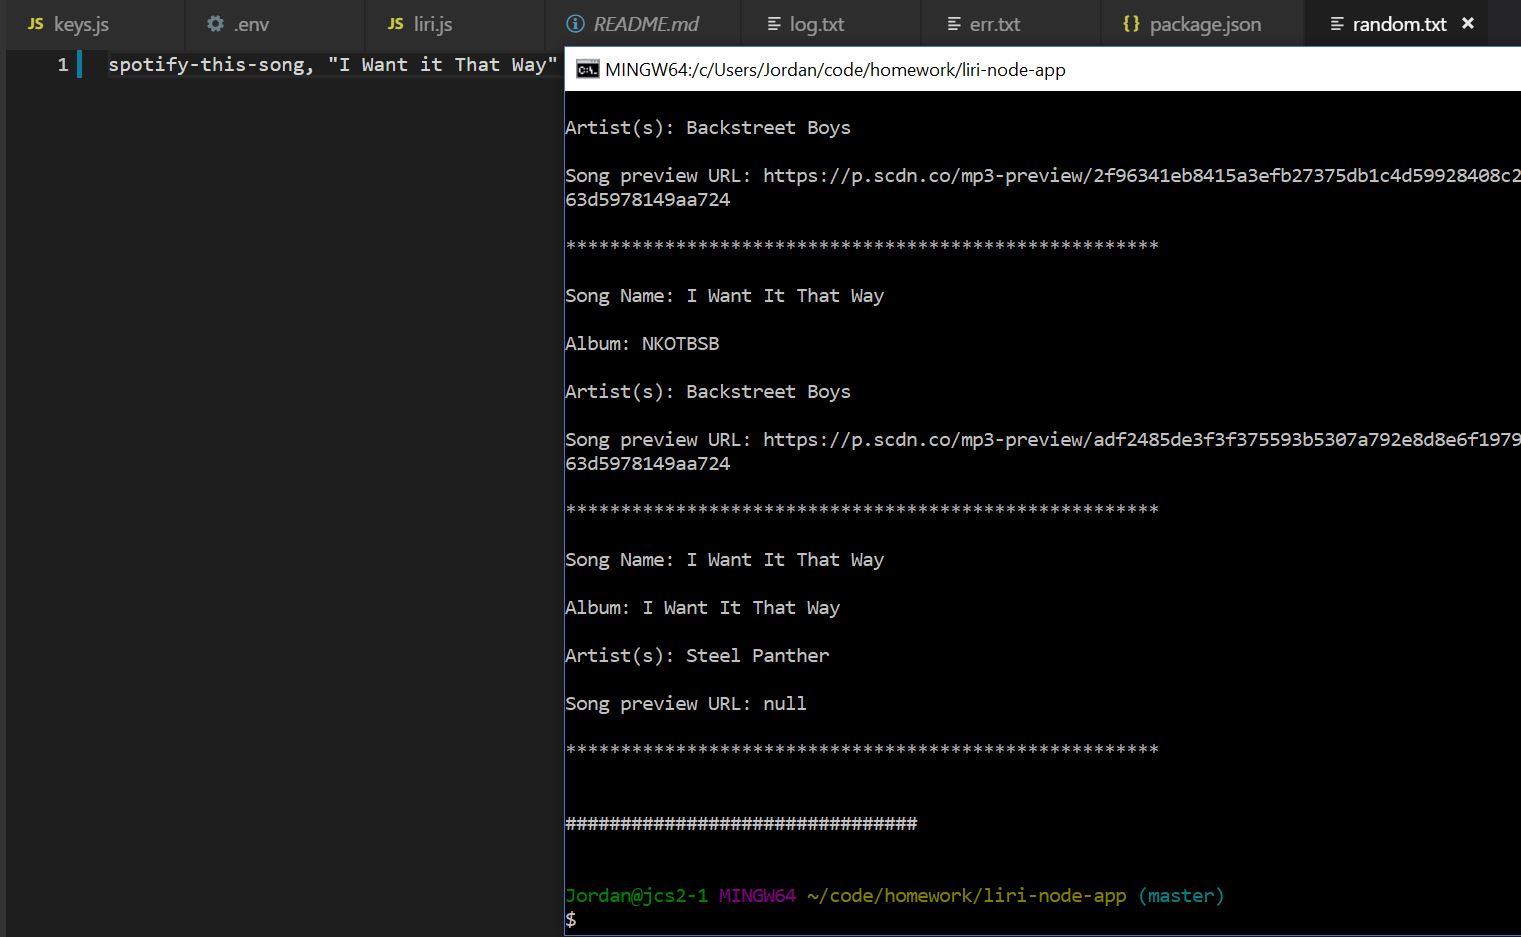 JS keys.js .env JS liri.js README.md log.txt err.txt {} package.json random.txt ×
1 spotify-this-song, "I Want it That Way"
MINGW64:/c/Users/Jordan/code/homework/liri-node-app
Artist(s): Backstreet Boys
Song preview URL: https://p.scdn.co/mp3-preview/2f96341eb8415a3efb27375db1c4d59928408c2
63d5978149aa724
******************************************************
Song Name: I Want It That Way
Album: NKOTBSB
Artist(s): Backstreet Boys
Song preview URL: https://p.scdn.co/mp3-preview/adf2485de3f3f375593b5307a792e8d8e6f1979
63d5978149aa724
******************************************************
Song Name: I Want It That Way
Album: I Want It That Way
Artist(s): Steel Panther
Song preview URL: null
******************************************************
################################
Jordan@jcs2-1 MINGW64 ~/code/homework/liri-node-app (master)
$